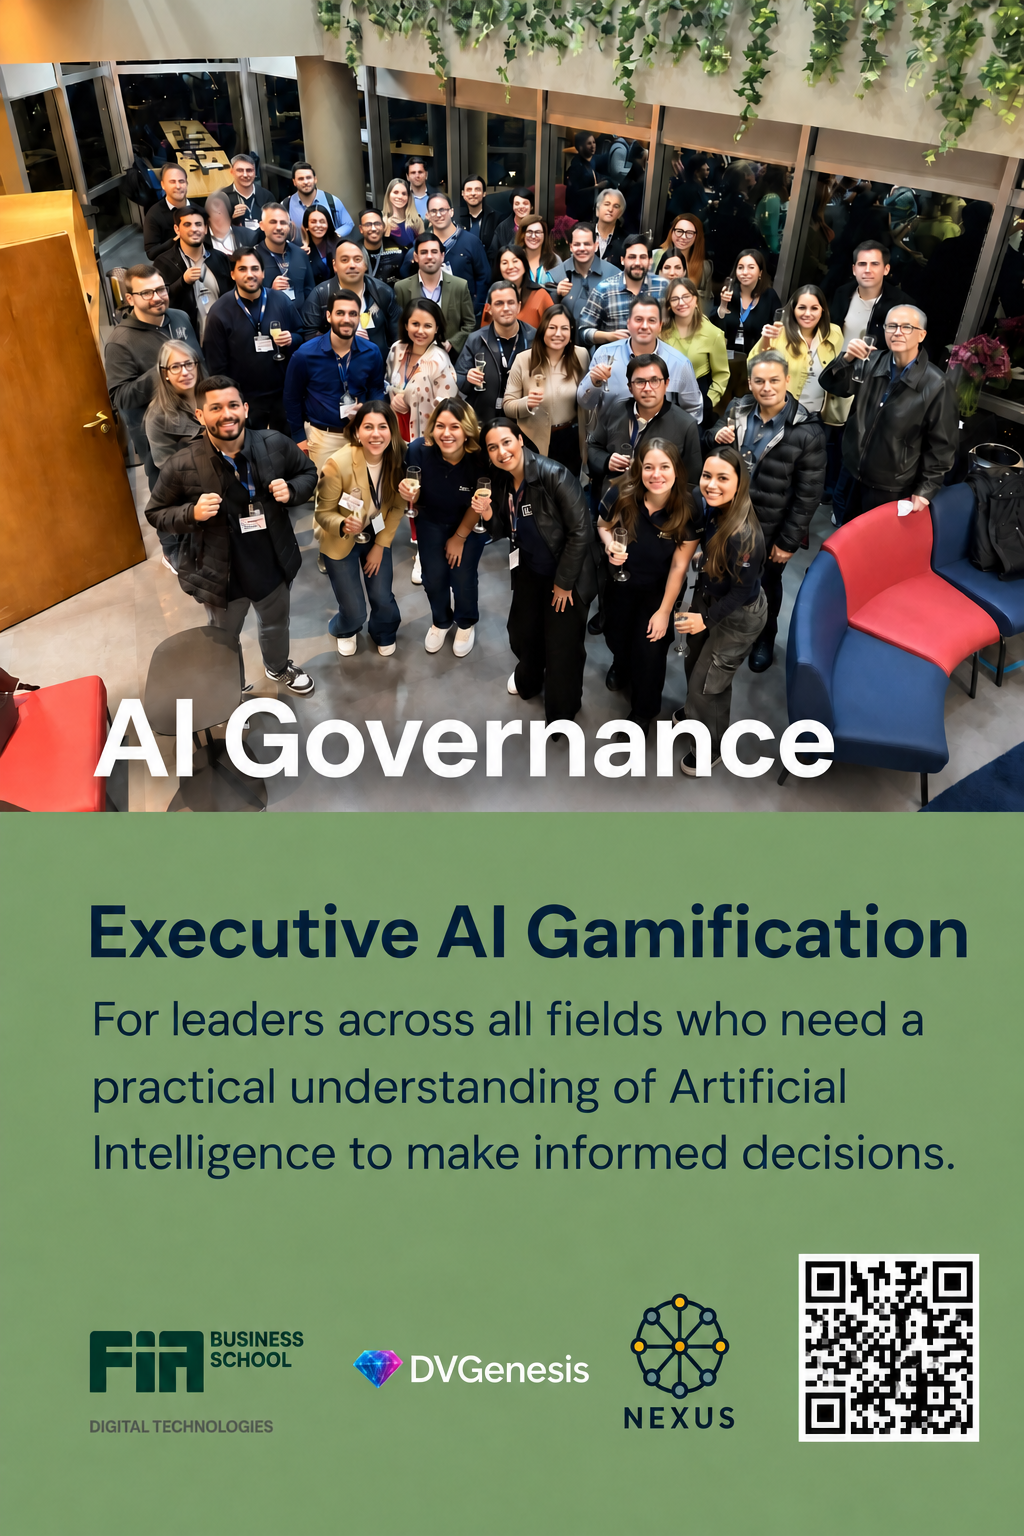 AI Governance
Executive AI Gamification
For leaders across all fields who need a
practical understanding of Artificial
Intelligence to make informed decisions.
FIA BUSINESS
SCHOOL
DIGITAL TECHNOLOGIES
DVGenesis
NEXUS